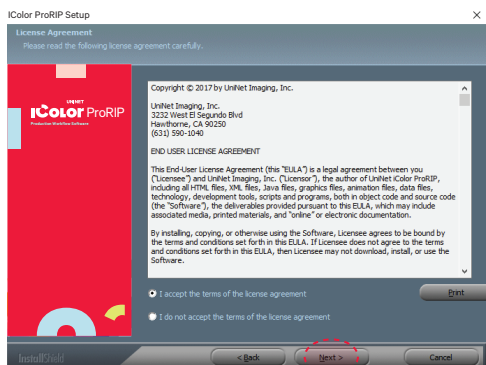 IColor ProRIP Setup
License Agreement
Please read the following license agreement carefully.
UNINET
IColor ProRIP
Production Workflow Software
Copyright © 2017 by UniNet Imaging, Inc.
UniNet Imaging, Inc.
3232 West El Segundo Blvd
Hawthorne, CA 90250
(631) 590-1040
END USER LICENSE AGREEMENT
This End-User License Agreement (this "EULA") is a legal agreement between you
("Licensee") and UniNet Imaging, Inc. ("Licensor"), the author of UniNet iColor ProRIP,
including all HTML files, XML files, Java files, graphics files, animation files, data files,
technology, development tools, scripts and programs, both in object code and source code
(the "Software"), the deliverables provided pursuant to this EULA, which may include
associated media, printed materials, and "online" or electronic documentation.
By installing, copying, or otherwise using the Software, Licensee agrees to be bound by
the terms and conditions set forth in this EULA. If Licensee does not agree to the terms
and conditions set forth in this EULA, then Licensee may not download, install, or use the
Software.
I accept the terms of the license agreement
Print
I do not accept the terms of the license agreement
InstallShield
< Back
Next >
Cancel